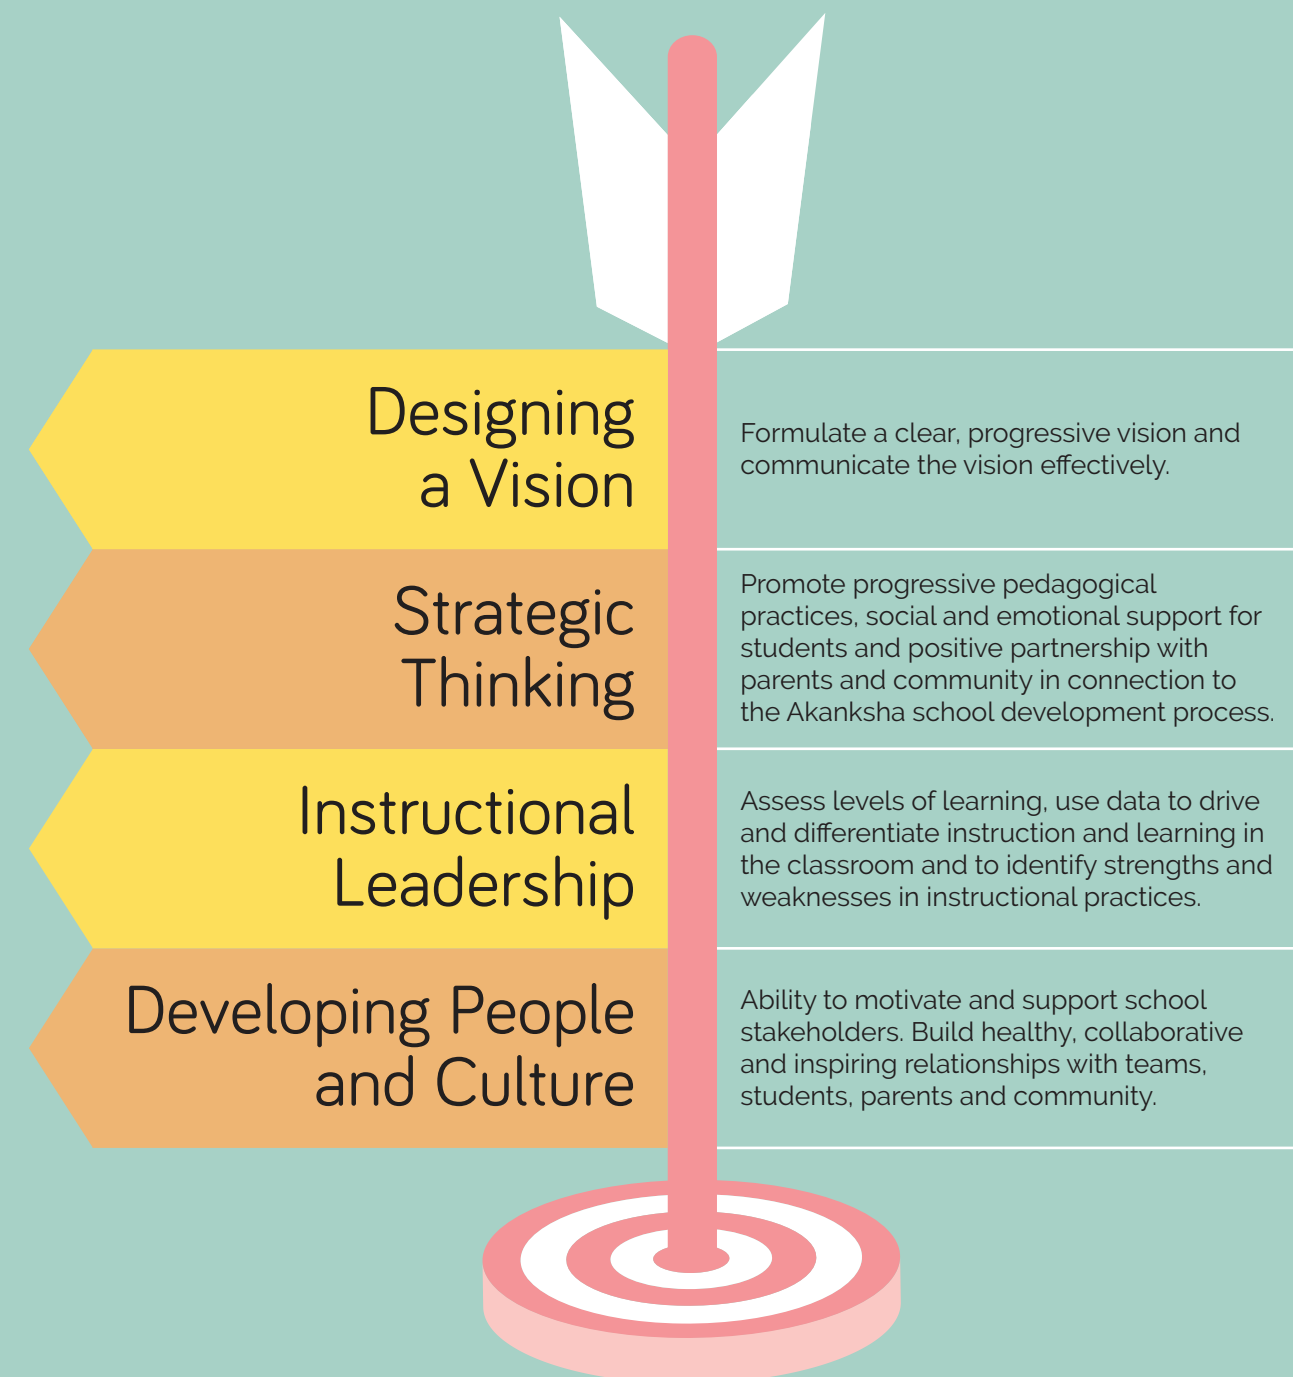 Designing
a Vision
Formulate a clear, progressive vision and
communicate the vision effectively.
Strategic
Thinking
Promote progressive pedagogical
practices, social and emotional support for
students and positive partnership with
parents and community in connection to
the Akanksha school development process.
Instructional
Leadership
Assess levels of learning, use data to drive
and differentiate instruction and learning in
the classroom and to identify strengths and
weaknesses in instructional practices.
Developing People
and Culture
Ability to motivate and support school
stakeholders. Build healthy, collaborative
and inspiring relationships with teams,
students, parents and community.